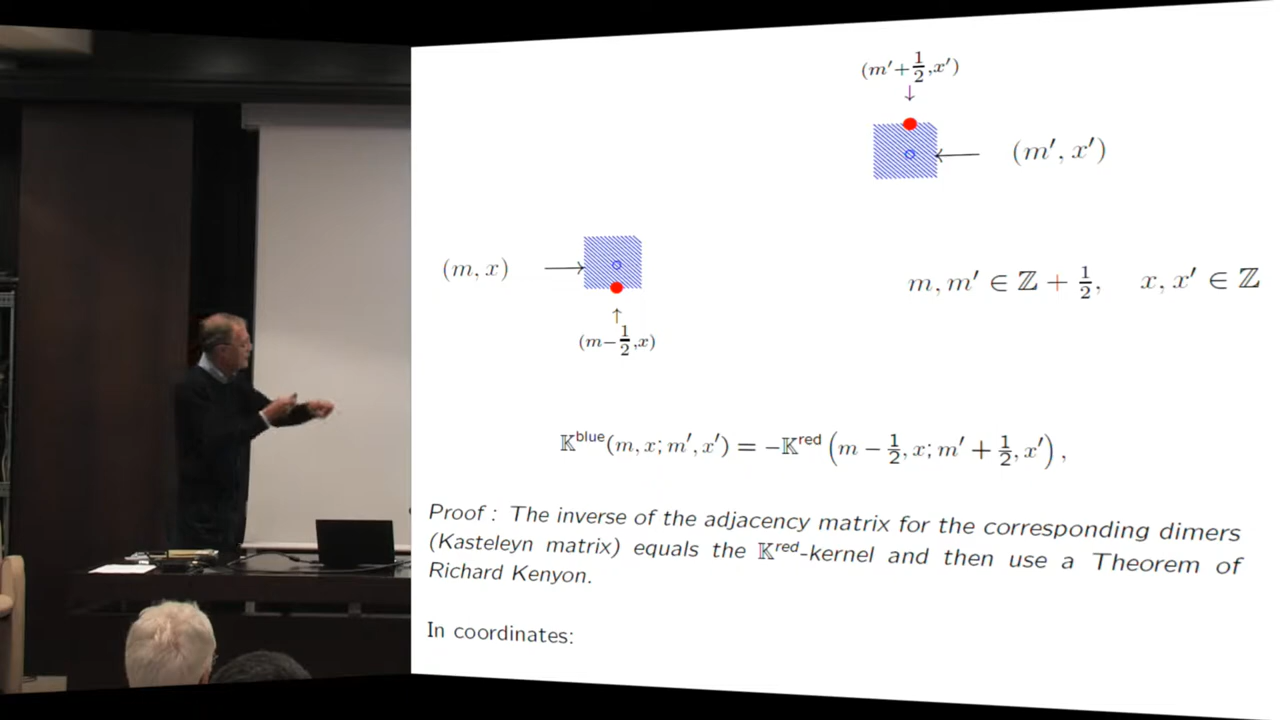 (m′+1/2,x′)
↓
← (m′, x′)
(m, x) →
m, m′ ∈ ℤ + 1/2,   x, x′ ∈ ℤ
↑
(m−1/2,x)
𝕂^blue(m, x; m′, x′) = −𝕂^red (m − 1/2, x; m′ + 1/2, x′) ,
Proof : The inverse of the adjacency matrix for the corresponding dimers
(Kasteleyn matrix) equals the 𝕂^red-kernel and then use a Theorem of
Richard Kenyon.
In coordinates: